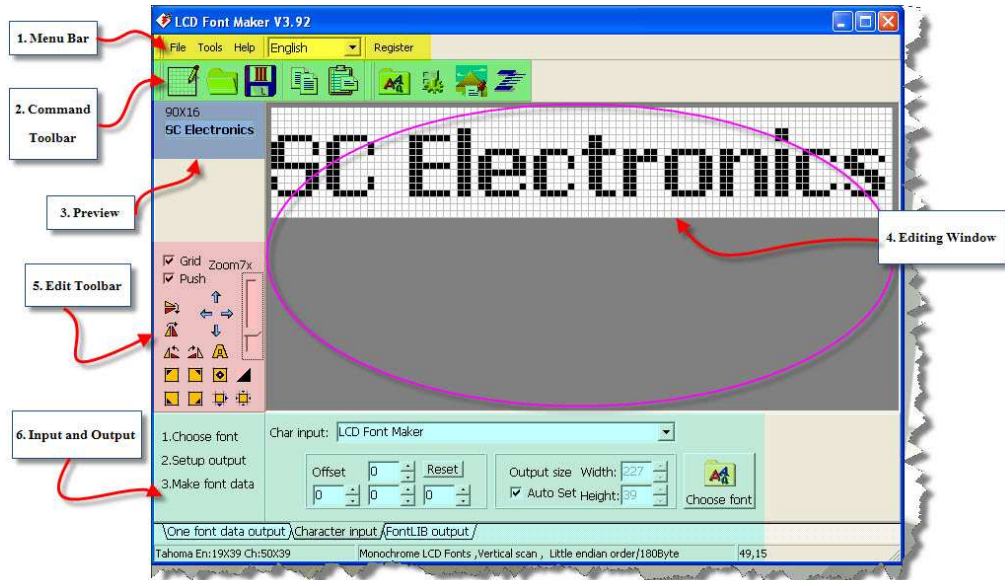 LCD Font Maker V3.92
1. Menu Bar
File Tools Help English Register
2. Command
Toolbar
90X16
SC Electronics
SC Electronics
3. Preview
4. Editing Window
Grid Zoom7x
Push
5. Edit Toolbar
6. Input and Output
1.Choose font
2.Setup output
3.Make font data
Char input: LCD Font Maker
Offset 0 Reset
0 0 0
Output size Width: 227
Auto Set Height: 39
Choose font
One font data output Character input FontLIB output
Tahoma En:19X39 Ch:50X39 Monochrome LCD Fonts ,Vertical scan , Little endian order/180Byte 49,15